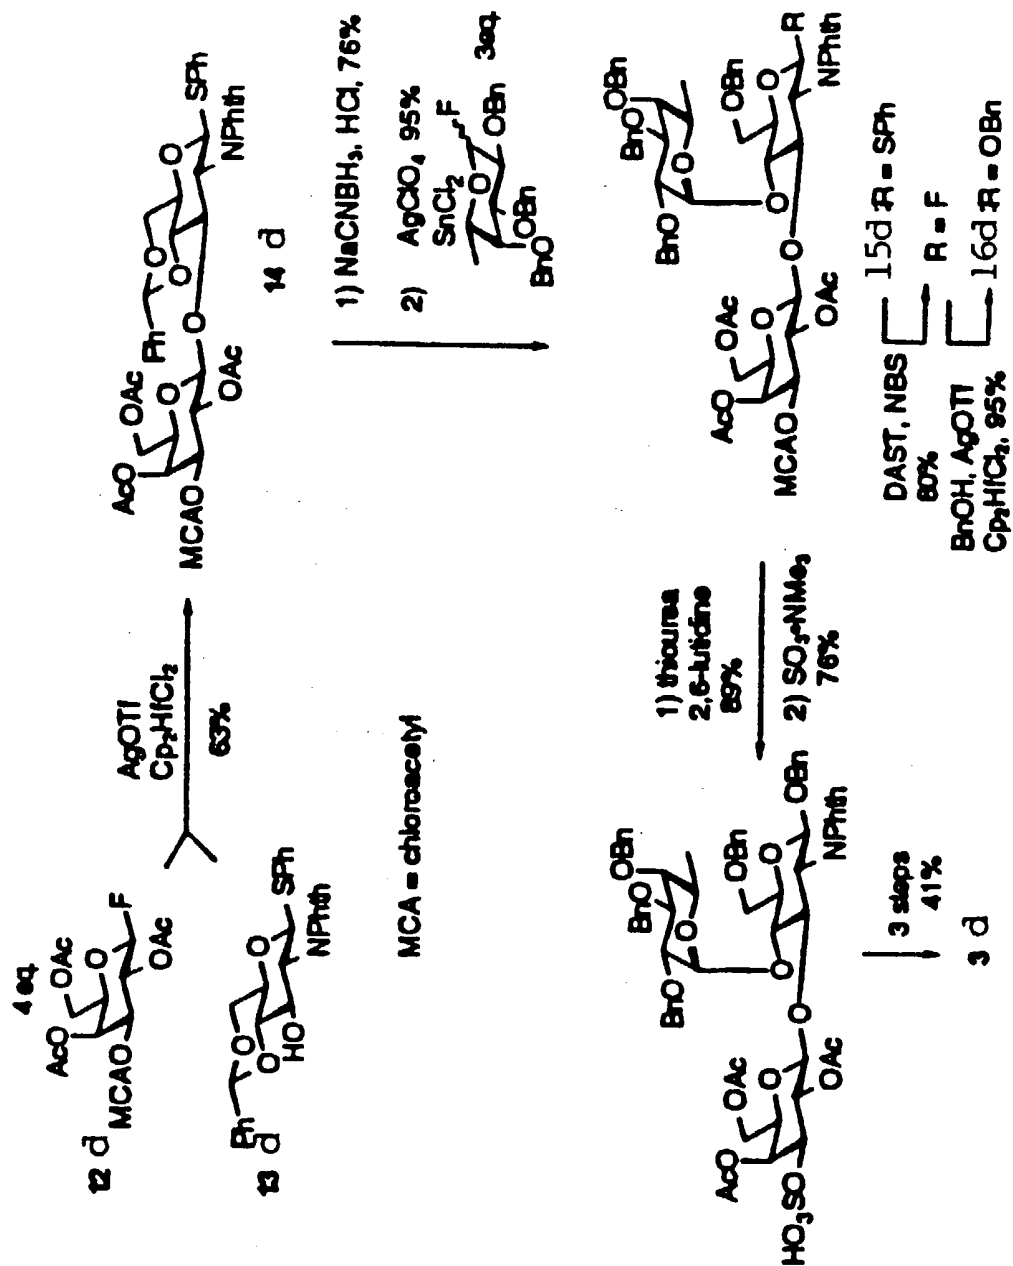 4 eq.
AcO
OAc
O
MCAO
F
OAc
12 d
Ph
O
O
O
HO
SPh
NPhth
13 d
AgOTf
Cp₂HfCl₂
63%
MCA = chloroacetyl
AcO
OAc
O
MCAO
OAc
O
Ph
O
O
O
SPh
NPhth
14 d
1) NaCNBH₃, HCl, 76%
2) AgClO₄ 95%
SnCl₂
O
F
OBn
OBn
BnO
3eq.
BnO
BnO
OBn
O
O
OBn
O
R
NPhth
AcO
OAc
O
MCAO
OAc
O
DAST, NBS
80%
15d :R = SPh
R = F
BnOH, AgOTf
Cp₂HfCl₂, 95%
16d :R = OBn
1) thiourea
2,6-lutidine
89%
2) SO₃•NMe₃
76%
BnO
BnO
OBn
O
O
OBn
O
OBn
NPhth
AcO
OAc
O
HO₃SO
OAc
O
3 steps
41%
3 d